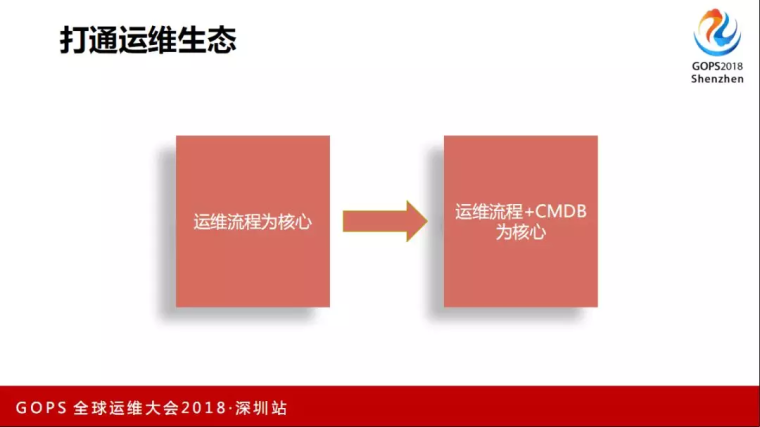 打通运维生态
GOPS2018
Shenzhen
运维流程为核心
运维流程+CMDB
为核心
GOPS 全球运维大会2018·深圳站